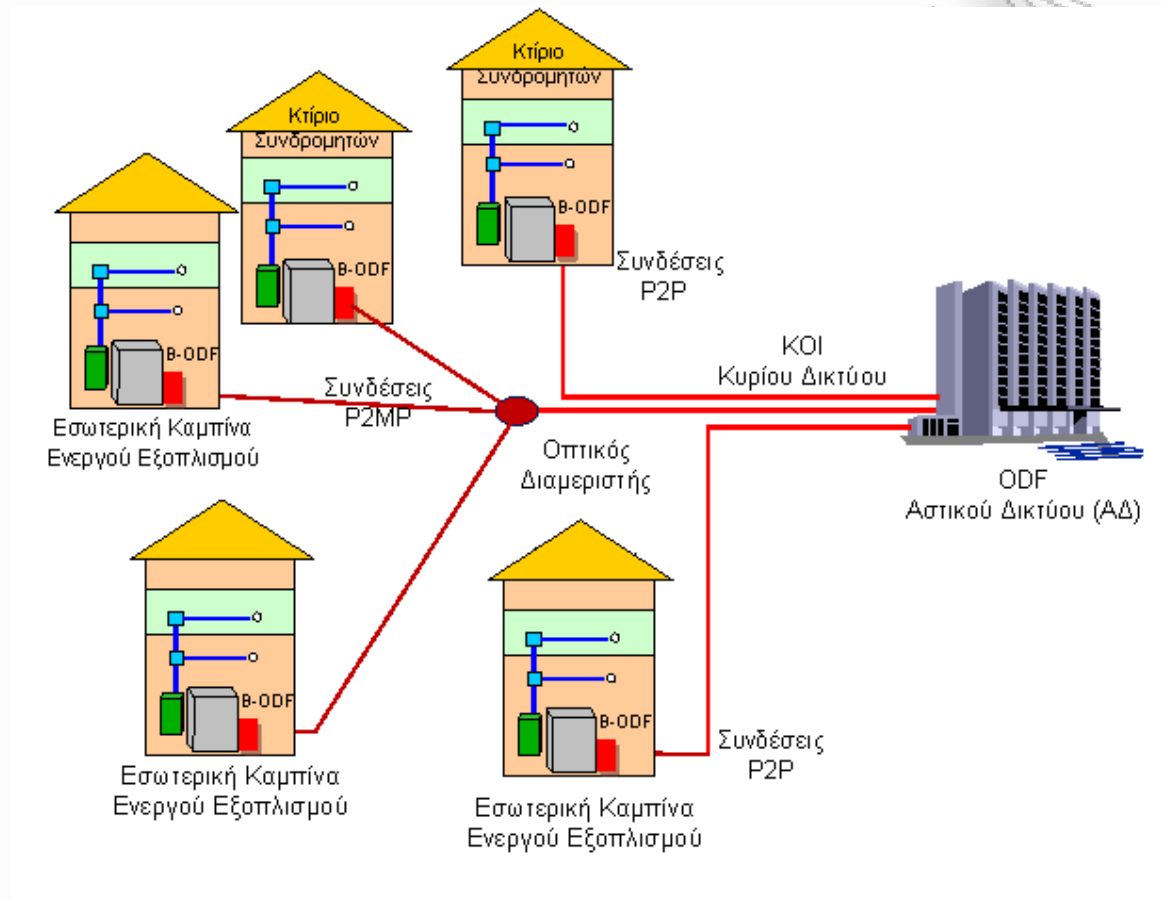 Κτίριο
Συνδρομητών
B-ODF
Κτίριο
Συνδρομητών
B-ODF
B-ODF
Συνδέσεις
P2P
ΚΟΙ
Κυρίου Δικτύου
Συνδέσεις
P2MP
Εσωτερική Καμπίνα
Ενεργού Εξοπλισμού
Οπτικός
Διαμεριστής
ODF
Αστικού Δικτύου (ΑΔ)
B-ODF
Εσωτερική Καμπίνα
Ενεργού Εξοπλισμού
B-ODF
Συνδέσεις
P2P
Εσωτερική Καμπίνα
Ενεργού Εξοπλισμού